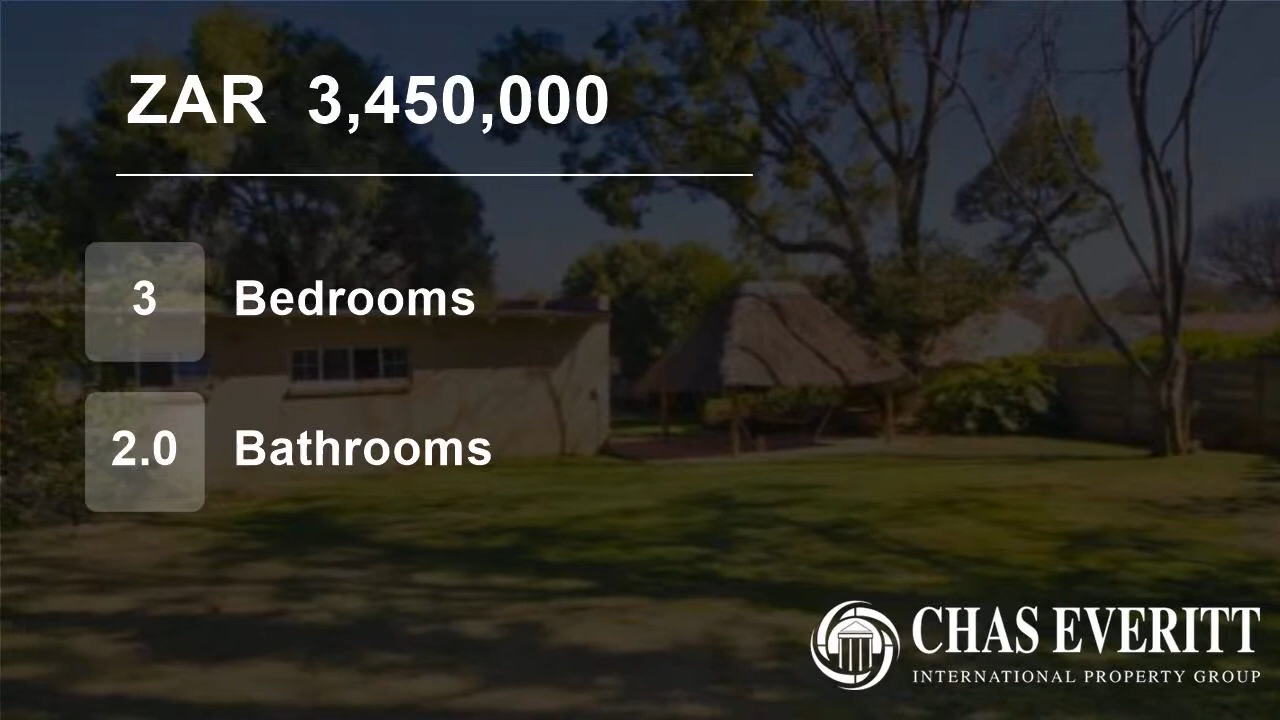 ZAR 3,450,000
3 Bedrooms
2.0 Bathrooms
CHAS EVERITT
INTERNATIONAL PROPERTY GROUP